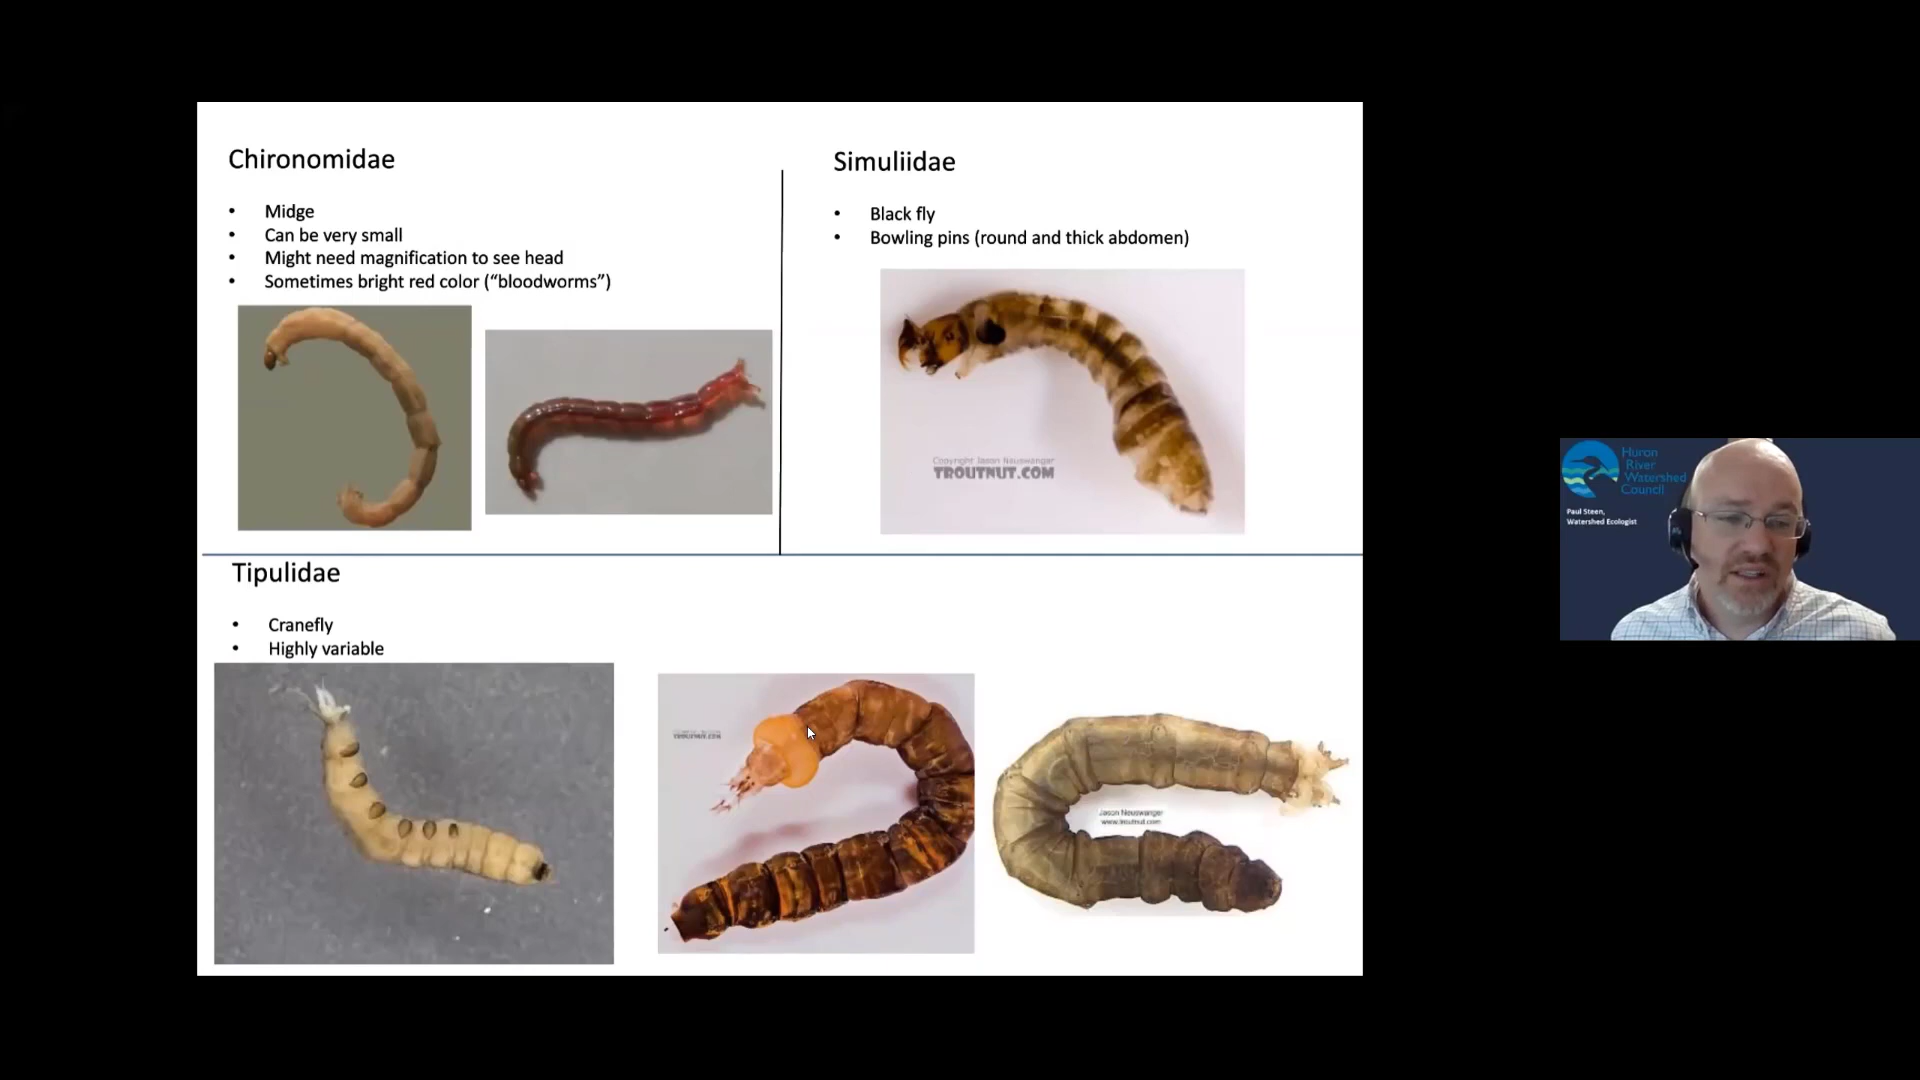 Chironomidae
• Midge
• Can be very small
• Might need magnification to see head
• Sometimes bright red color (“bloodworms”)
Simuliidae
• Black fly
• Bowling pins (round and thick abdomen)
Copyright Jason Neuswanger
TROUTNUT.COM
Tipulidae
• Cranefly
• Highly variable
TROUTNUT.COM
Jason Neuswanger
www.troutnut.com
Huron
River
Watershed
Council
Paul Steen,
Watershed Ecologist